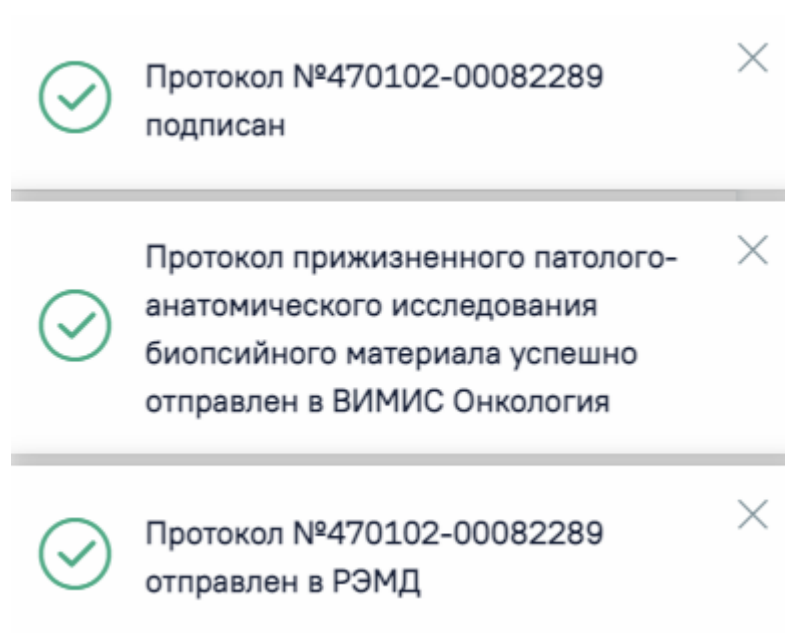 Протокол №470102-00082289
подписан
Протокол прижизненного патолого-
анатомического исследования
биопсийного материала успешно
отправлен в ВИМИС Онкология
Протокол №470102-00082289
отправлен в РЭМД